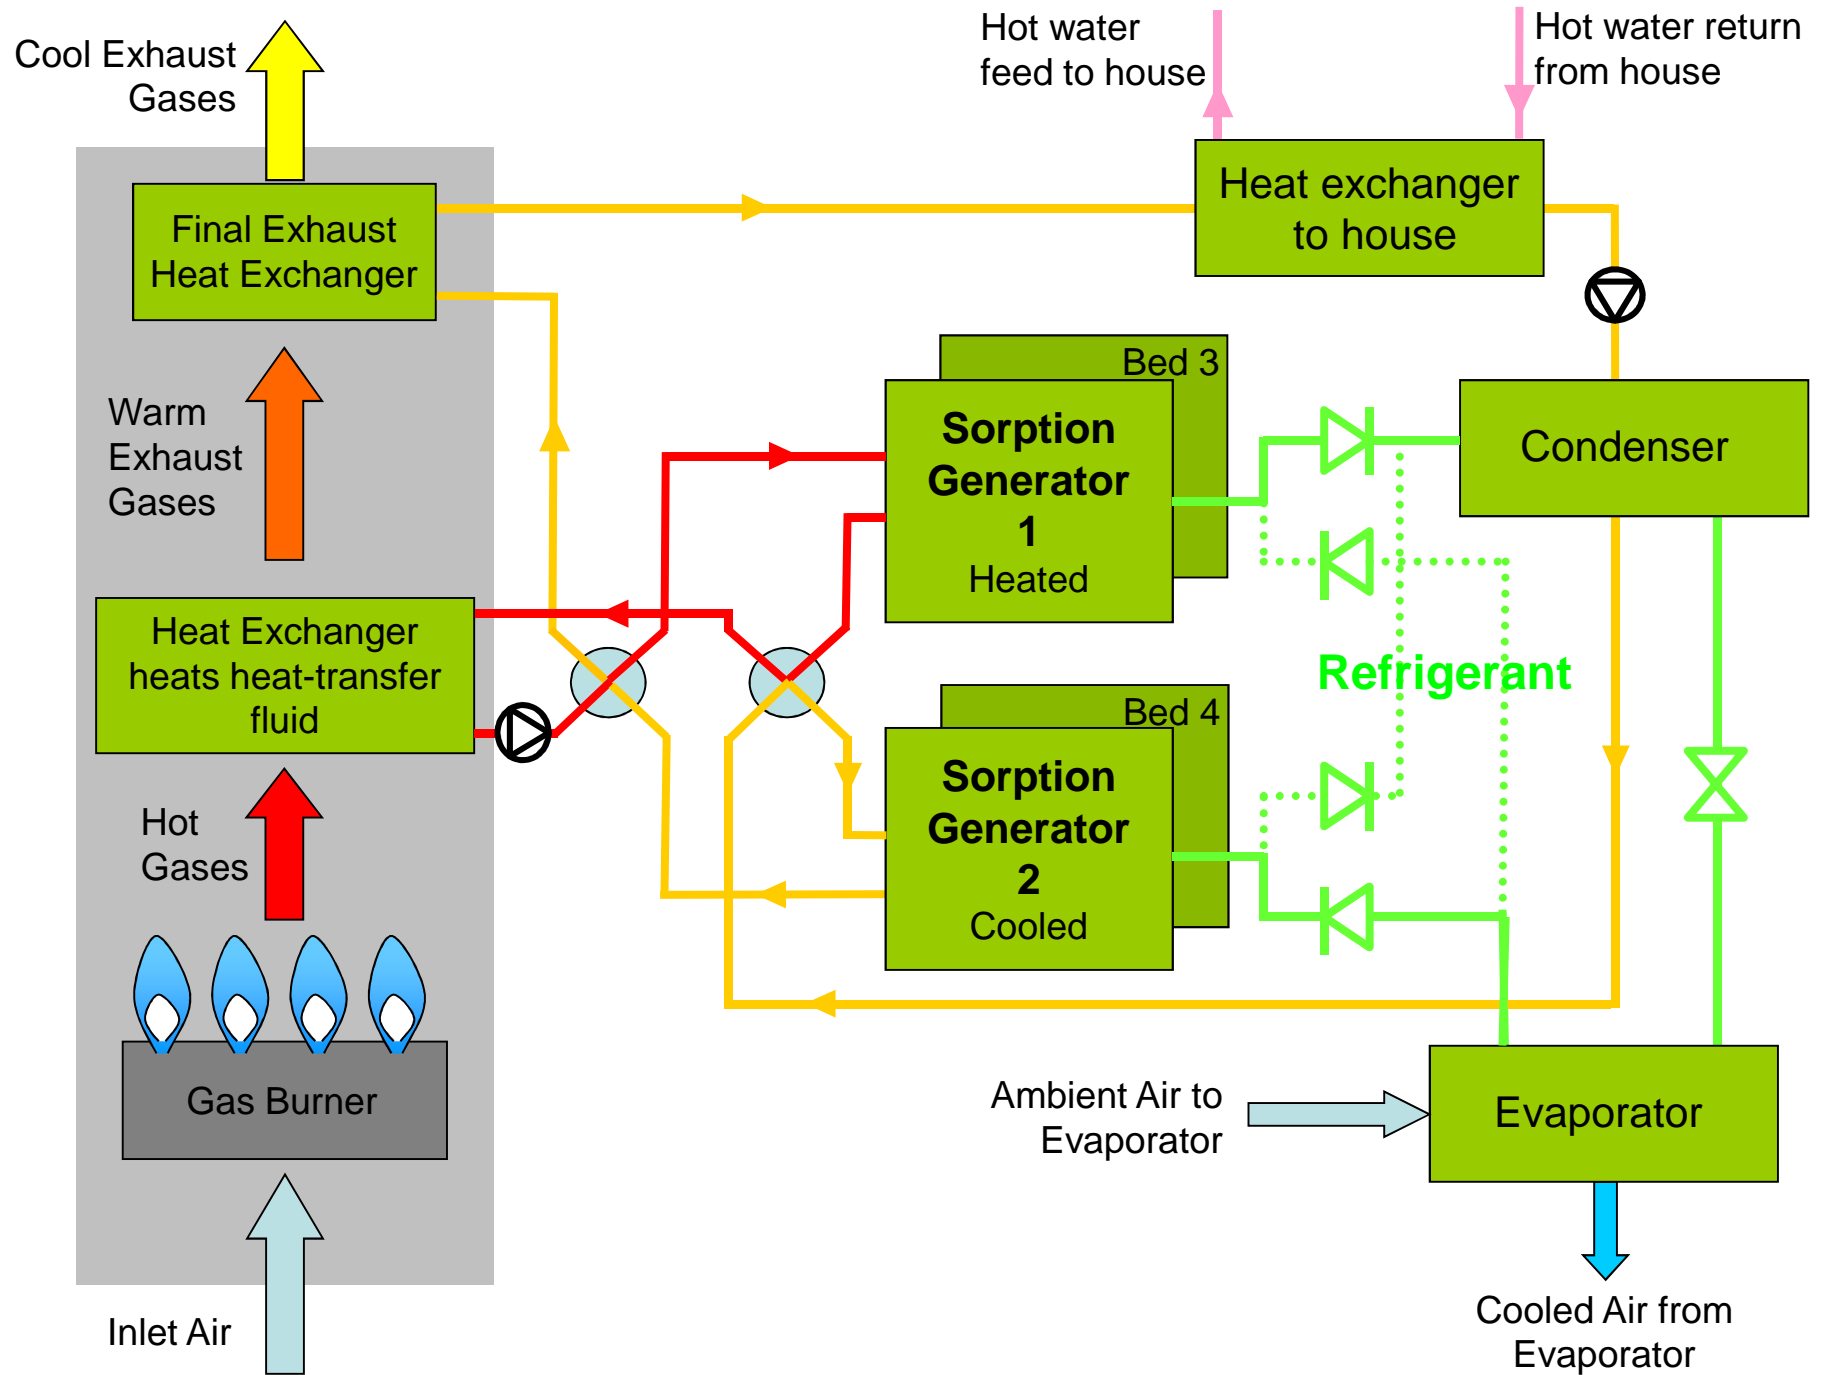 Cool Exhaust
Gases
Hot water
feed to house
Hot water return
from house
Final Exhaust
Heat Exchanger
Heat exchanger
to house
Warm
Exhaust
Gases
Bed 3
Sorption
Generator
1
Heated
Condenser
Heat Exchanger
heats heat-transfer
fluid
Refrigerant
Bed 4
Sorption
Generator
2
Cooled
Hot
Gases
Gas Burner
Ambient Air to
Evaporator
Evaporator
Inlet Air
Cooled Air from
Evaporator